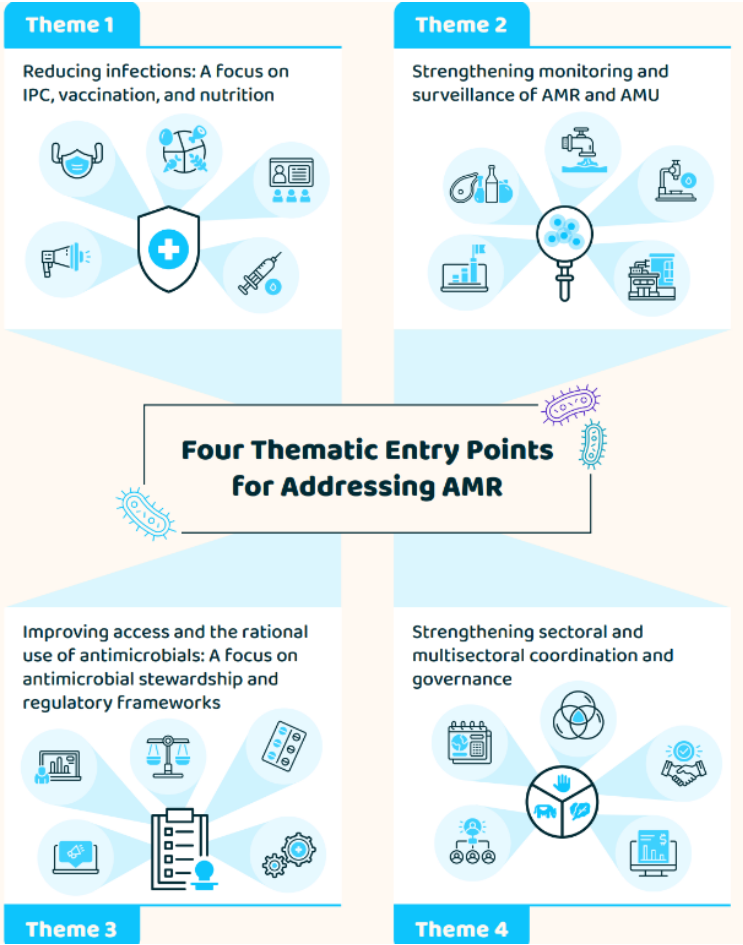 Theme 1
Reducing infections: A focus on
IPC, vaccination, and nutrition
Theme 2
Strengthening monitoring and
surveillance of AMR and AMU
Four Thematic Entry Points
for Addressing AMR
Improving access and the rational
use of antimicrobials: A focus on
antimicrobial stewardship and
regulatory frameworks
Theme 3
Strengthening sectoral and
multisectoral coordination and
governance
$
Theme 4